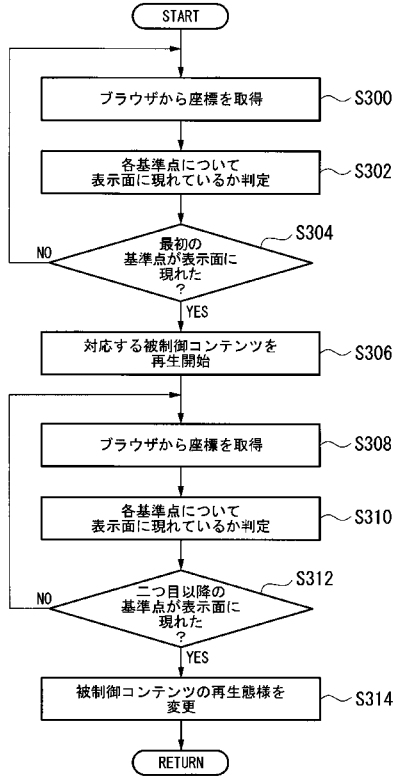 START
ブラウザから座標を取得
S300
各基準点について
表示面に現れているか判定
S302
最初の
基準点が表示面に
現れた
?
S304
NO
YES
対応する被制御コンテンツを
再生開始
S306
ブラウザから座標を取得
S308
各基準点について
表示面に現れているか判定
S310
二つ目以降の
基準点が表示面に
現れた
?
S312
NO
YES
被制御コンテンツの再生態様を
変更
S314
RETURN